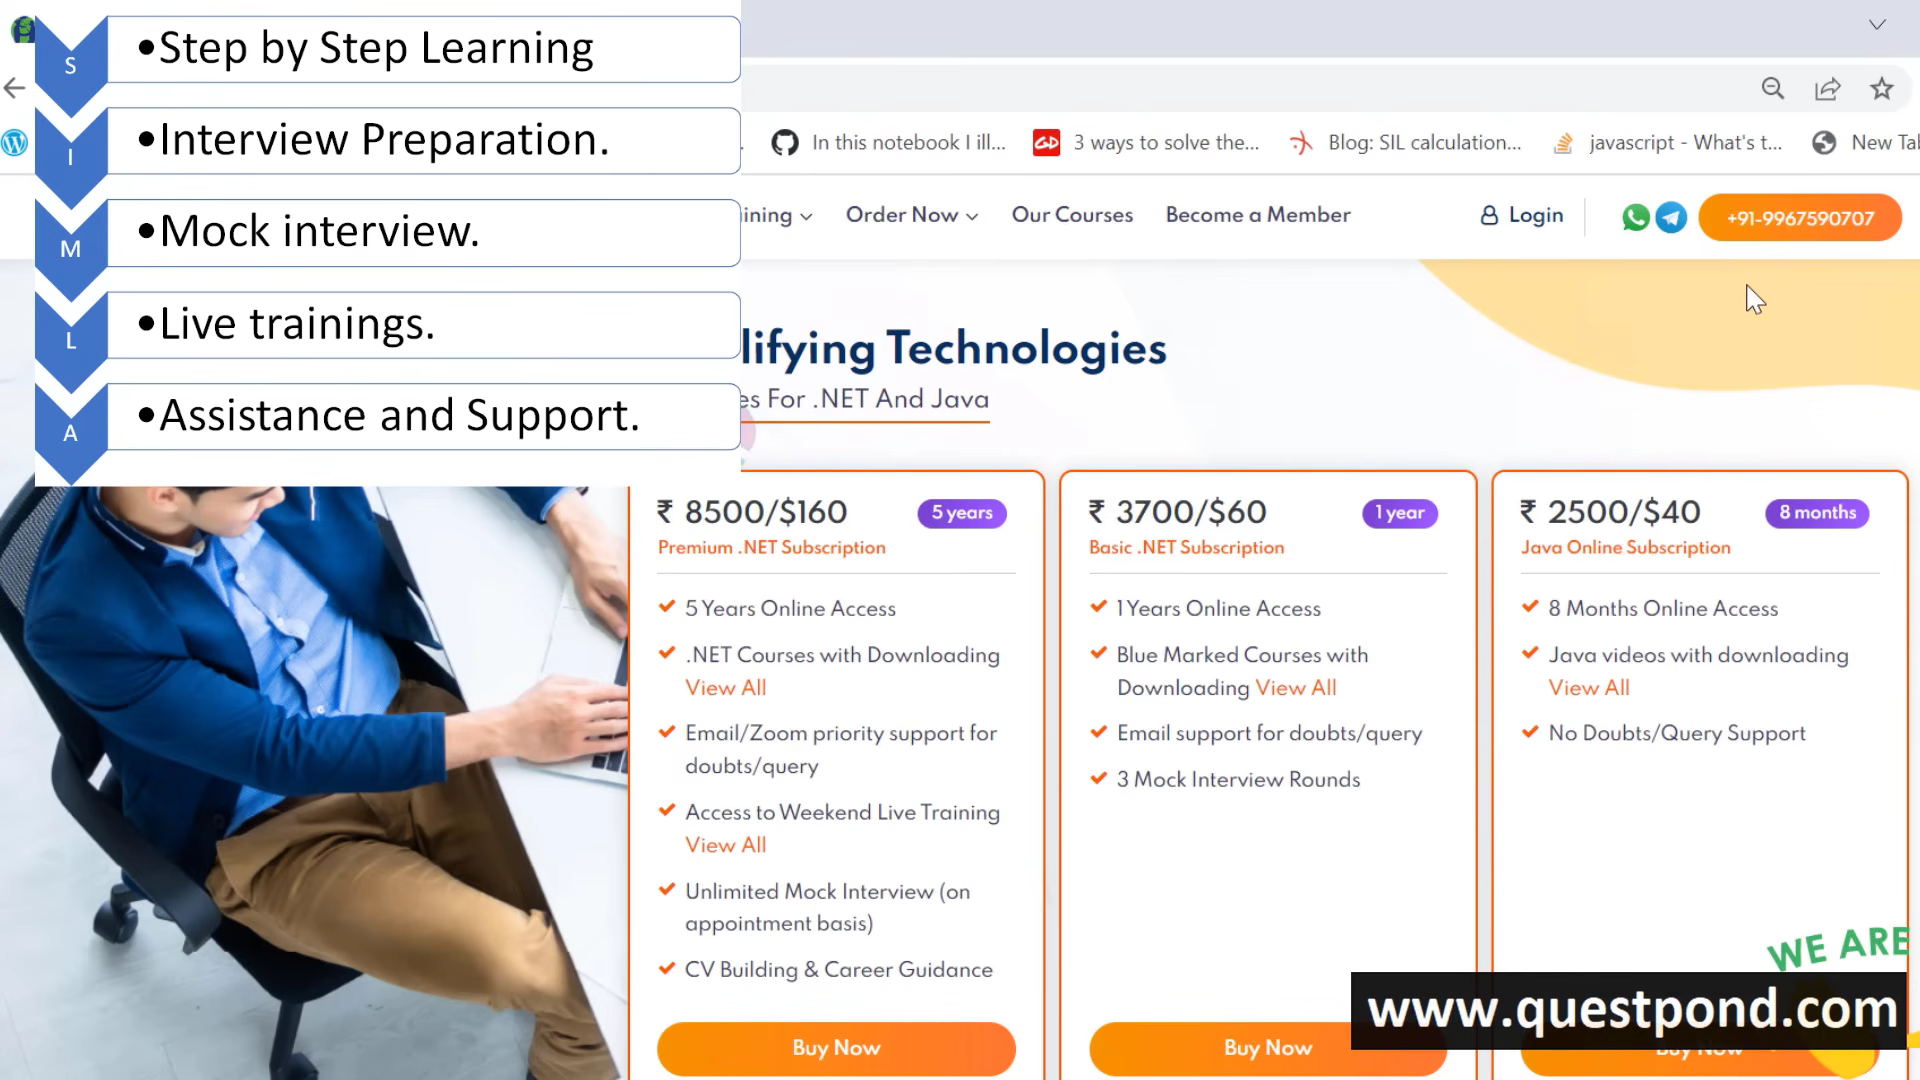 S
•Step by Step Learning
I
•Interview Preparation.
M
•Mock interview.
L
•Live trainings.
A
•Assistance and Support.
In this notebook I ill...
3 ways to solve the...
Blog: SIL calculation...
javascript - What's t...
New Tab
Order Now
Our Courses
Become a Member
Login
+91-9967590707
Technologies
For .NET And Java
₹ 8500/$160
5 years
Premium .NET Subscription
5 Years Online Access
.NET Courses with Downloading
View All
Email/Zoom priority support for
doubts/query
Access to Weekend Live Training
View All
Unlimited Mock Interview (on
appointment basis)
CV Building & Career Guidance
Buy Now
₹ 3700/$60
1 year
Basic .NET Subscription
1 Years Online Access
Blue Marked Courses with
Downloading View All
Email support for doubts/query
3 Mock Interview Rounds
Buy Now
₹ 2500/$40
8 months
Java Online Subscription
8 Months Online Access
Java videos with downloading
View All
No Doubts/Query Support
Buy Now
WE ARE
www.questpond.com